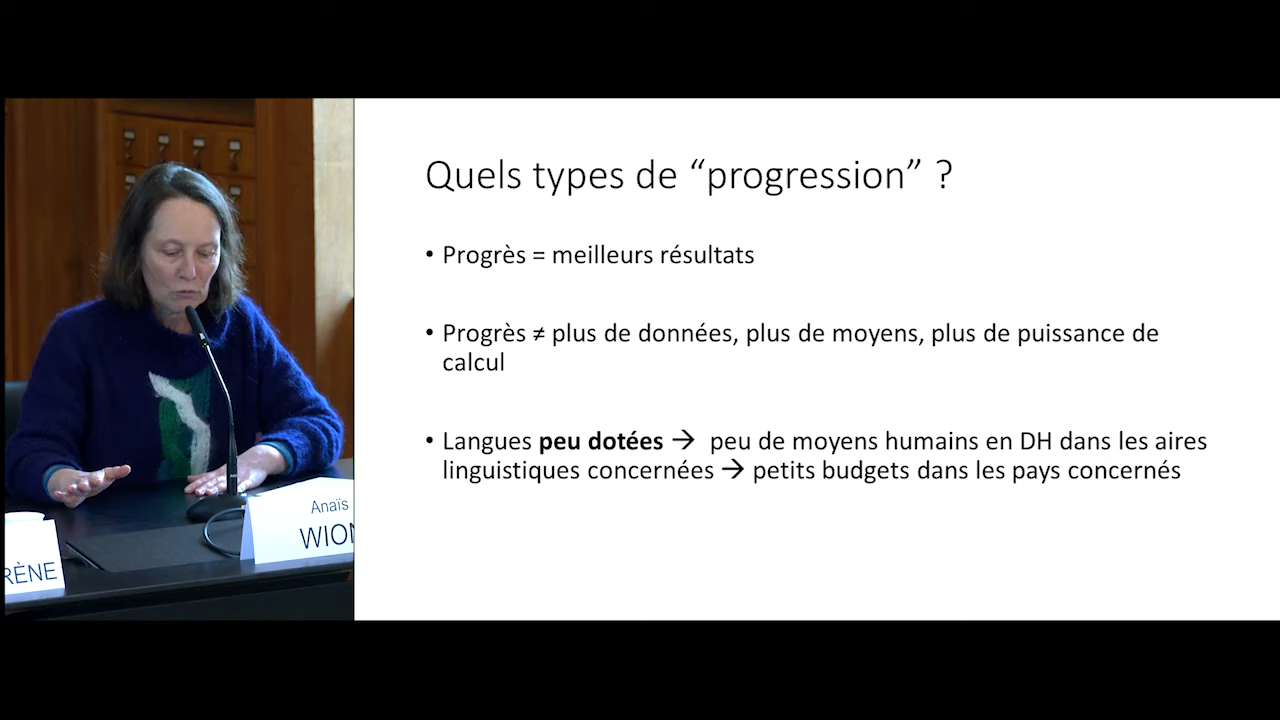 Quels types de “progression” ?
• Progrès = meilleurs résultats
• Progrès ≠ plus de données, plus de moyens, plus de puissance de
calcul
• Langues peu dotées → peu de moyens humains en DH dans les aires
linguistiques concernées → petits budgets dans les pays concernés
Anaïs
WION
RÈNE